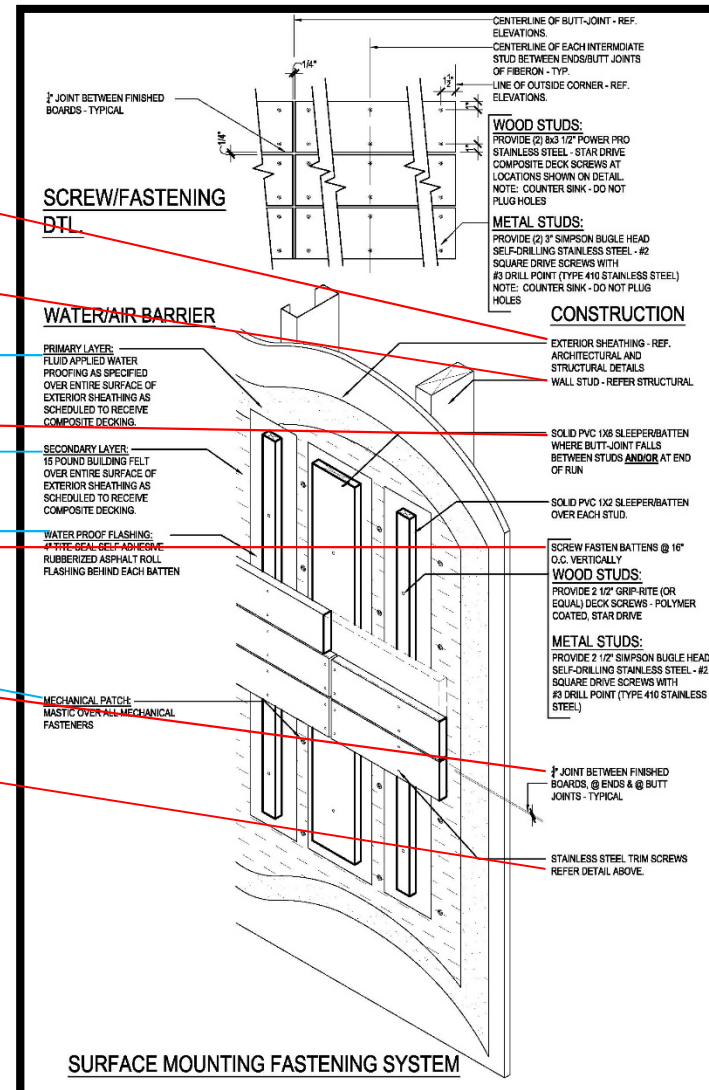 CENTERLINE OF BUTT-JOINT - REF.
ELEVATIONS.
CENTERLINE OF EACH INTERMDIATE
STUD BETWEEN ENDS/BUTT JOINTS
OF FIBERON - TYP.
LINE OF OUTSIDE CORNER - REF.
ELEVATIONS.
1/4"
1 1/2"
JOINT BETWEEN FINISHED
BOARDS - TYPICAL
1/4"
1"
1"
SCREW/FASTENING
DTL.
WOOD STUDS:
PROVIDE (2) 8x3 1/2" POWER PRO
STAINLESS STEEL - STAR DRIVE
COMPOSITE DECK SCREWS AT
LOCATIONS SHOWN ON DETAIL.
NOTE: COUNTER SINK - DO NOT
PLUG HOLES
METAL STUDS:
PROVIDE (2) 3" SIMPSON BUGLE HEAD
SELF-DRILLING STAINLESS STEEL - #2
SQUARE DRIVE SCREWS WITH
#3 DRILL POINT (TYPE 410 STAINLESS STEEL)
NOTE: COUNTER SINK - DO NOT PLUG
HOLES
WATER/AIR BARRIER
PRIMARY LAYER:
FLUID APPLIED WATER
PROOFING AS SPECIFIED
OVER ENTIRE SURFACE OF
EXTERIOR SHEATHING AS
SCHEDULED TO RECEIVE
COMPOSITE DECKING.
SECONDARY LAYER:
15 POUND BUILDING FELT
OVER ENTIRE SURFACE OF
EXTERIOR SHEATHING AS
SCHEDULED TO RECEIVE
COMPOSITE DECKING.
WATER PROOF FLASHING:
4" TITE-SEAL SELF ADHESIVE
RUBBERIZED ASPHALT ROLL
FLASHING BEHIND EACH BATTEN
MECHANICAL PATCH:
MASTIC OVER ALL MECHANICAL
FASTENERS
CONSTRUCTION
EXTERIOR SHEATHING - REF.
ARCHITECTURAL AND
STRUCTURAL DETAILS
WALL STUD - REFER STRUCTURAL
SOLID PVC 1X6 SLEEPER/BATTEN
WHERE BUTT-JOINT FALLS
BETWEEN STUDS AND/OR AT END
OF RUN
SOLID PVC 1X2 SLEEPER/BATTEN
OVER EACH STUD.
SCREW FASTEN BATTENS @ 16"
O.C. VERTICALLY
WOOD STUDS:
PROVIDE 2 1/2" GRIP-RITE (OR
EQUAL) DECK SCREWS - POLYMER
COATED, STAR DRIVE
METAL STUDS:
PROVIDE 2 1/2" SIMPSON BUGLE HEAD
SELF-DRILLING STAINLESS STEEL - #2
SQUARE DRIVE SCREWS WITH
#3 DRILL POINT (TYPE 410 STAINLESS
STEEL)
JOINT BETWEEN FINISHED
BOARDS, @ ENDS & @ BUTT
JOINTS - TYPICAL
STAINLESS STEEL TRIM SCREWS
REFER DETAIL ABOVE.
SURFACE MOUNTING FASTENING SYSTEM